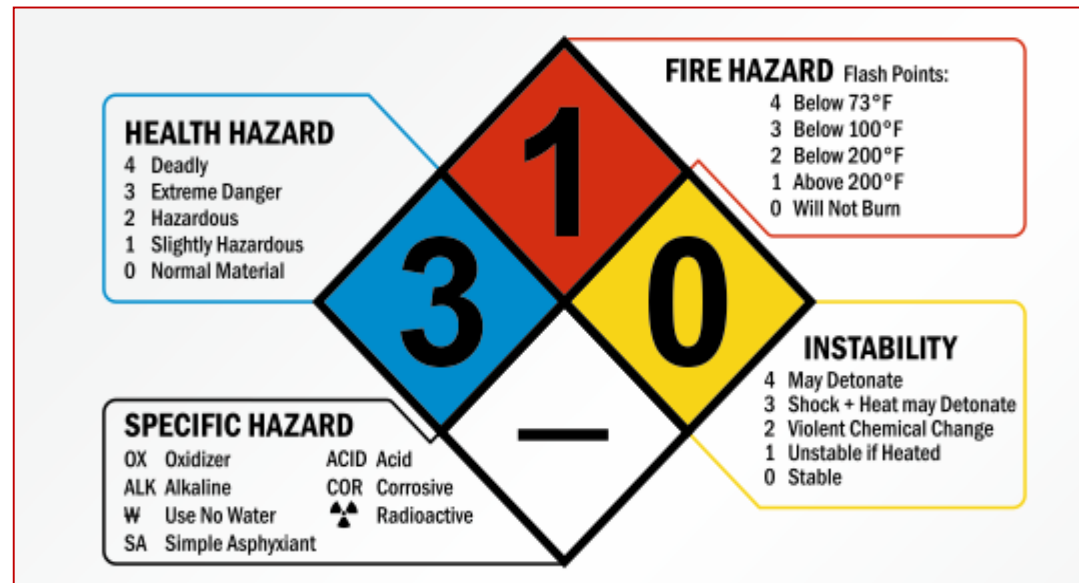 HEALTH HAZARD
4 Deadly
3 Extreme Danger
2 Hazardous
1 Slightly Hazardous
0 Normal Material
FIRE HAZARD Flash Points:
4 Below 73°F
3 Below 100°F
2 Below 200°F
1 Above 200°F
0 Will Not Burn
1
3
0
—
SPECIFIC HAZARD
OX Oxidizer
ALK Alkaline
W̶ Use No Water
SA Simple Asphyxiant
ACID Acid
COR Corrosive
☢ Radioactive
INSTABILITY
4 May Detonate
3 Shock + Heat may Detonate
2 Violent Chemical Change
1 Unstable if Heated
0 Stable